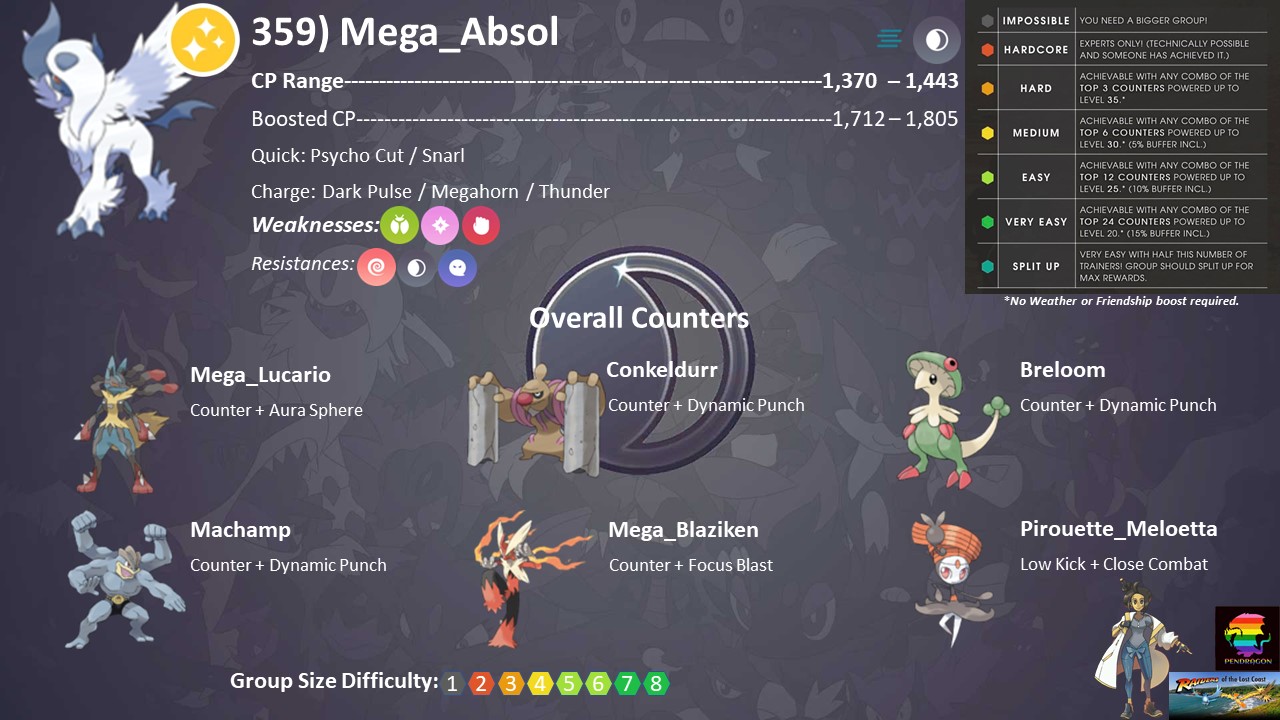 359) Mega_Absol
CP Range--------------------------------------------------------------------1,370 – 1,443
Boosted CP--------------------------------------------------------------------1,712 – 1,805
Quick: Psycho Cut / Snarl
Charge: Dark Pulse / Megahorn / Thunder
Weaknesses:
Resistances:
IMPOSSIBLE YOU NEED A BIGGER GROUP!
HARDCORE EXPERTS ONLY! (TECHNICALLY POSSIBLE
AND SOMEONE HAS ACHIEVED IT.)
HARD ACHIEVABLE WITH ANY COMBO OF THE
TOP 3 COUNTERS POWERED UP TO
LEVEL 35.*
MEDIUM ACHIEVABLE WITH ANY COMBO OF THE
TOP 6 COUNTERS POWERED UP TO
LEVEL 30.* (5% BUFFER INCL.)
EASY ACHIEVABLE WITH ANY COMBO OF THE
TOP 12 COUNTERS POWERED UP TO
LEVEL 25.* (10% BUFFER INCL.)
VERY EASY ACHIEVABLE WITH ANY COMBO OF THE
TOP 24 COUNTERS POWERED UP TO
LEVEL 20.* (15% BUFFER INCL.)
SPLIT UP VERY EASY WITH HALF THIS NUMBER OF
TRAINERS! GROUP SHOULD SPLIT UP FOR
MAX REWARDS.
*No Weather or Friendship boost required.
Overall Counters
Mega_Lucario
Counter + Aura Sphere
Conkeldurr
Counter + Dynamic Punch
Breloom
Counter + Dynamic Punch
Machamp
Counter + Dynamic Punch
Mega_Blaziken
Counter + Focus Blast
Pirouette_Meloetta
Low Kick + Close Combat
Group Size Difficulty: 1 2 3 4 5 6 7 8
PENDRAGON
RAIDERS of the Lost Coast